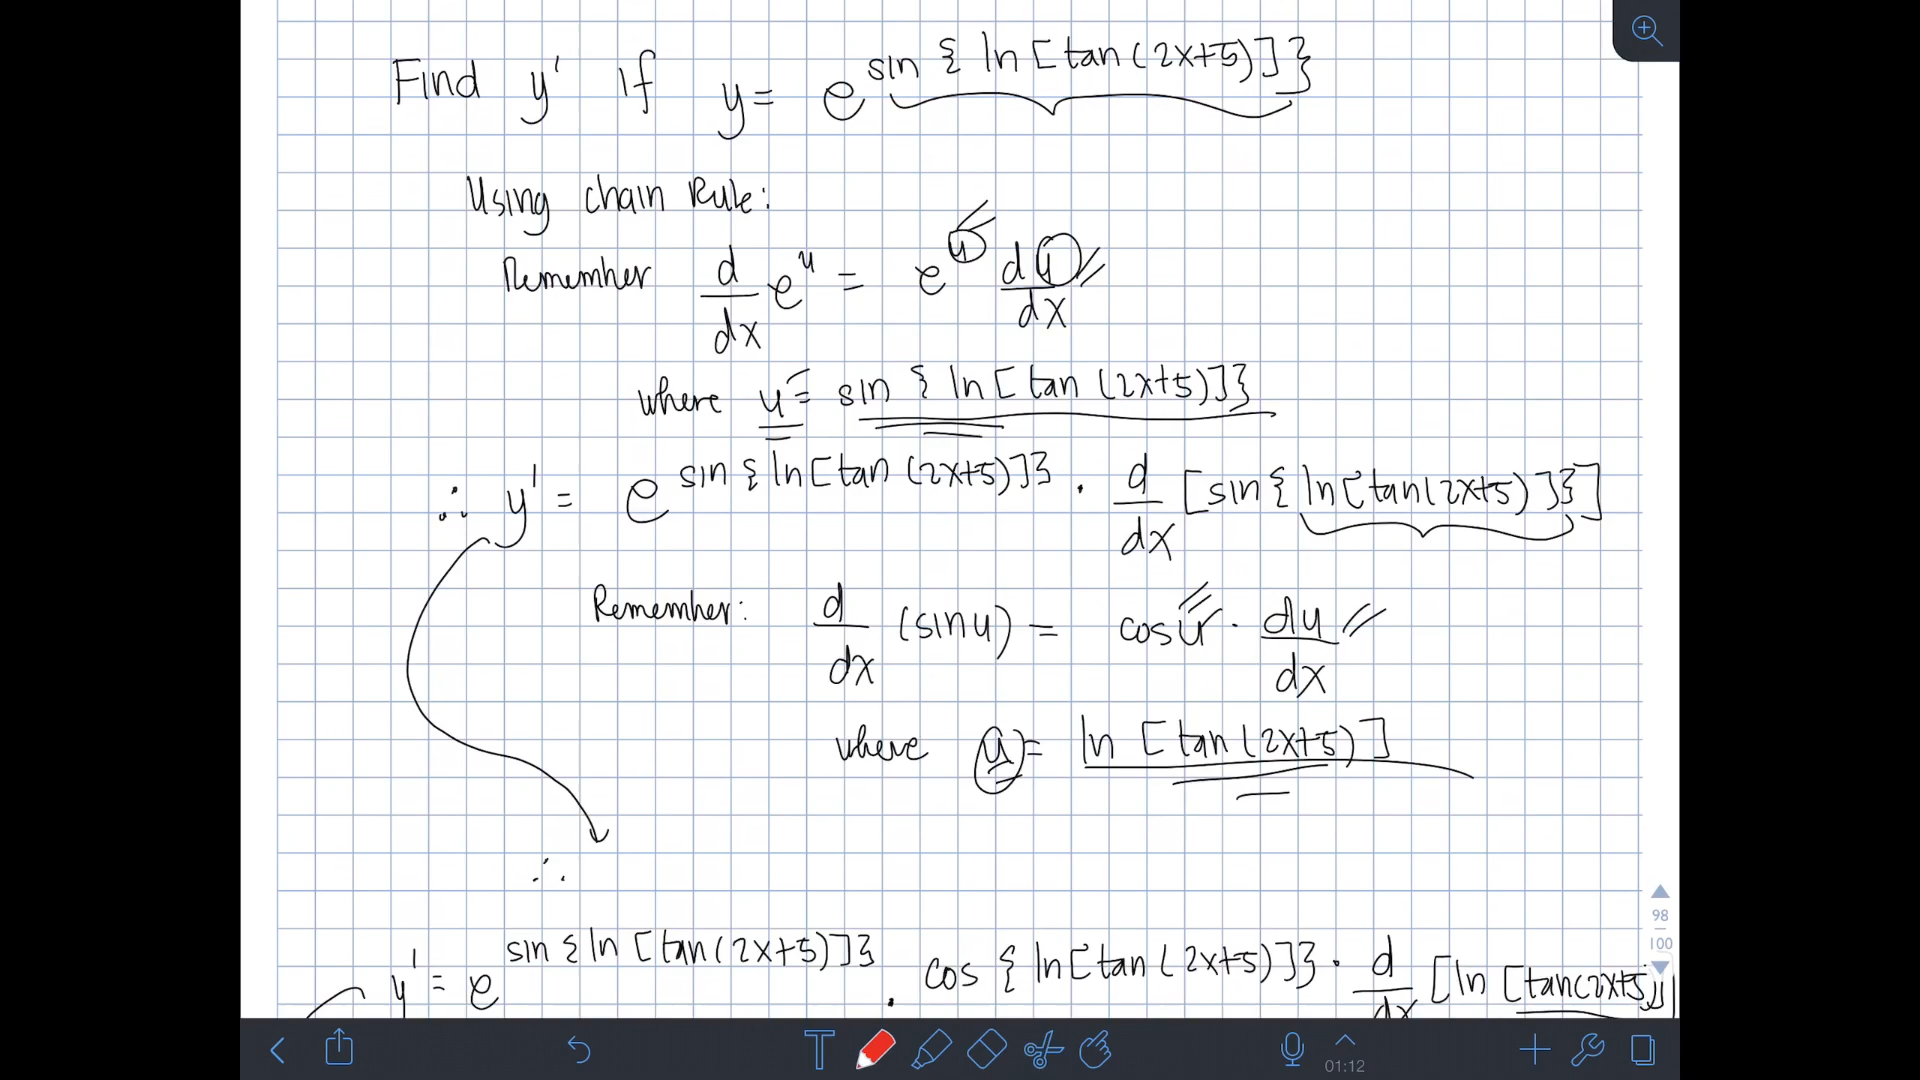 Find y' if y = e^sin{ln[tan(2x+5)]}
Using chain Rule:
Remember d/dx e^u = e^u du/dx
where u = sin{ln[tan(2x+5)]}
∴ y' = e^sin{ln[tan(2x+5)]} · d/dx [sin{ln[tan(2x+5)]}]
Remember: d/dx (sin u) = cos u · du/dx
where u = ln[tan(2x+5)]
∴
y' = e^sin{ln[tan(2x+5)]} · cos{ln[tan(2x+5)]} · d/dx [ln[tan(2x+5)]]
98
100
T
01:12